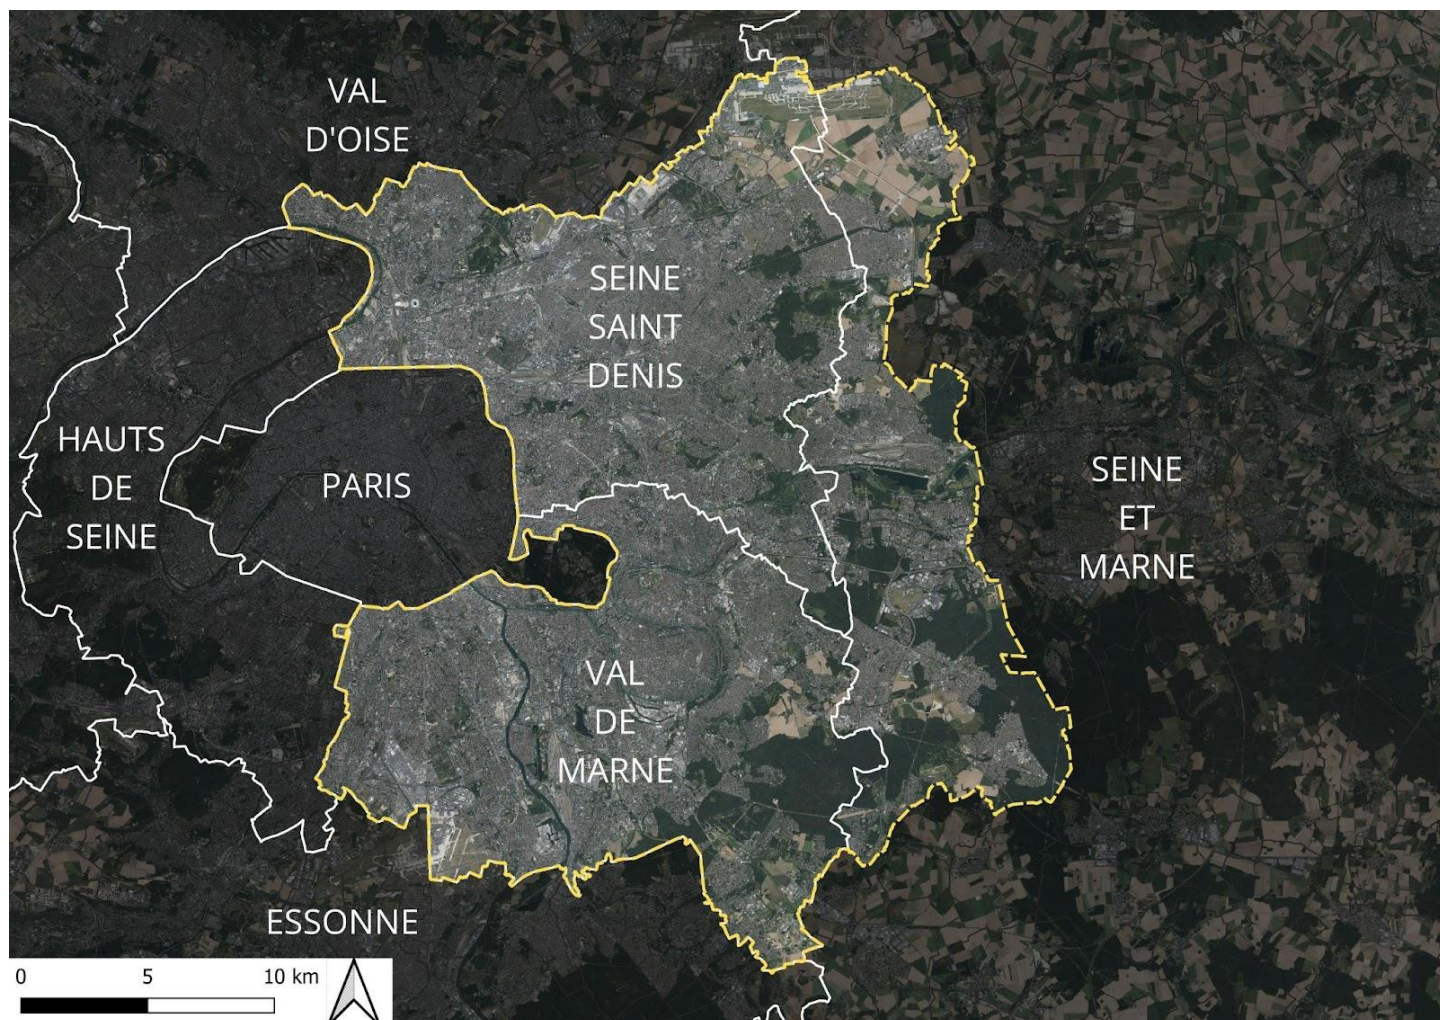 VAL
D'OISE
SEINE
SAINT
DENIS
HAUTS
DE
SEINE
PARIS
SEINE
ET
MARNE
VAL
DE
MARNE
ESSONNE
0 5 10 km